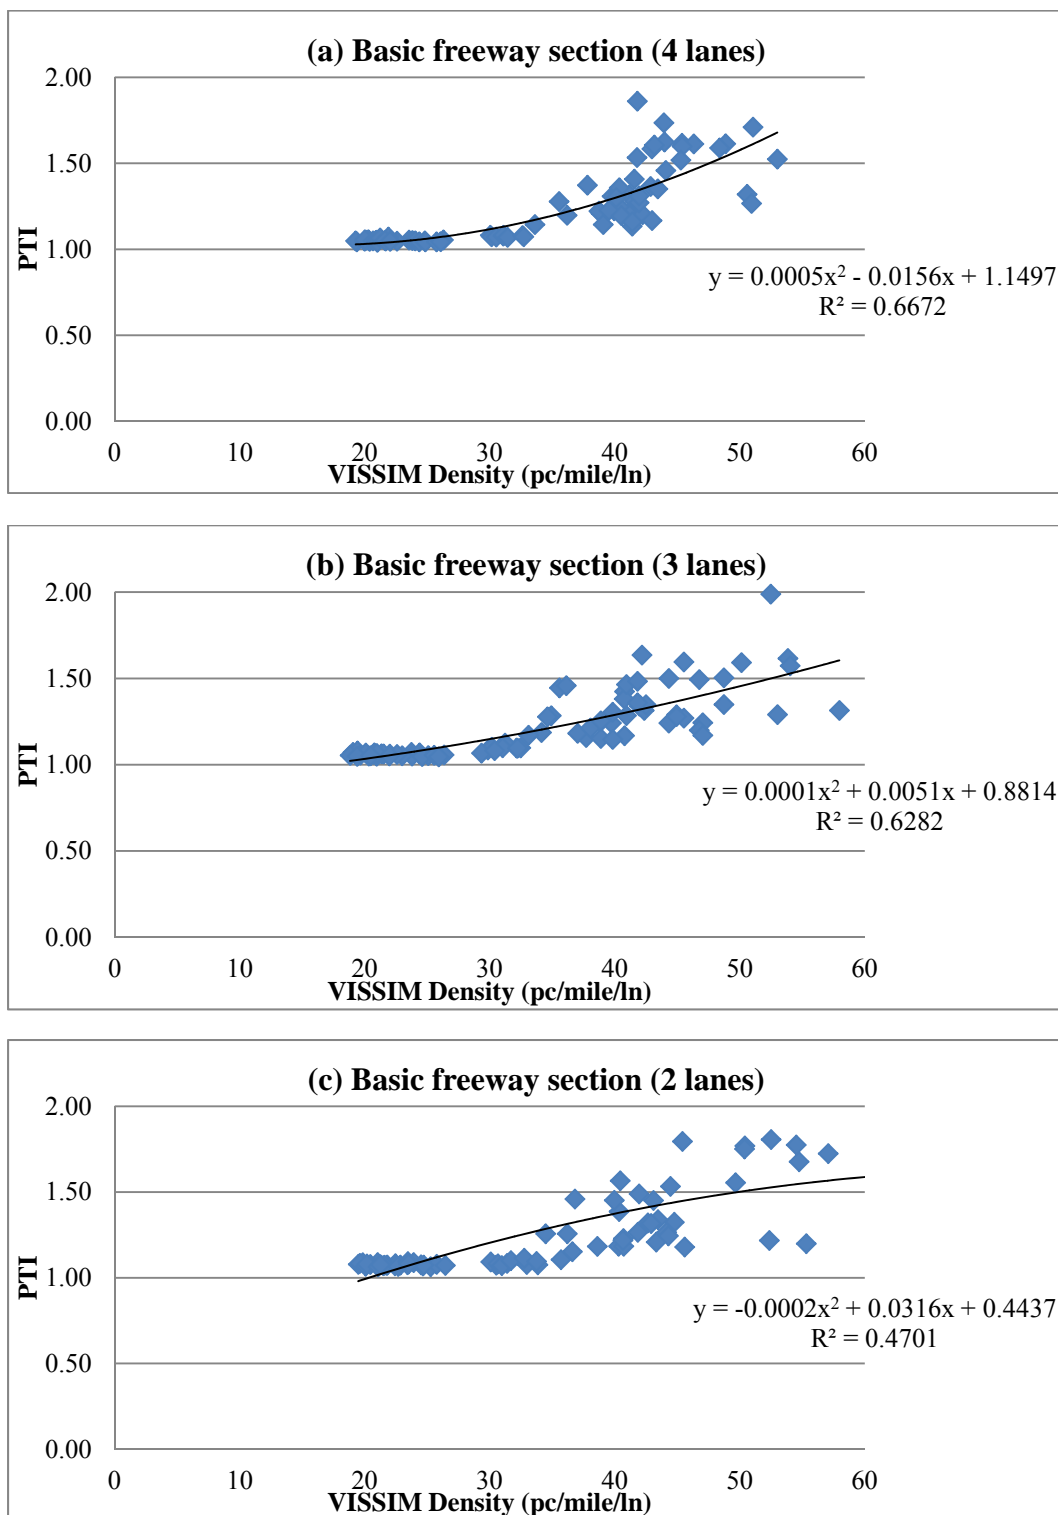 (a) Basic freeway section (4 lanes)
2.00
1.50
1.00
0.50
0.00
PTI
y = 0.0005x² - 0.0156x + 1.1497
R² = 0.6672
0 10 20 30 40 50 60
VISSIM Density (pc/mile/ln)
(b) Basic freeway section (3 lanes)
2.00
1.50
1.00
0.50
0.00
PTI
y = 0.0001x² + 0.0051x + 0.8814
R² = 0.6282
0 10 20 30 40 50 60
VISSIM Density (pc/mile/ln)
(c) Basic freeway section (2 lanes)
2.00
1.50
1.00
0.50
0.00
PTI
y = -0.0002x² + 0.0316x + 0.4437
R² = 0.4701
0 10 20 30 40 50 60
VISSIM Density (pc/mile/ln)